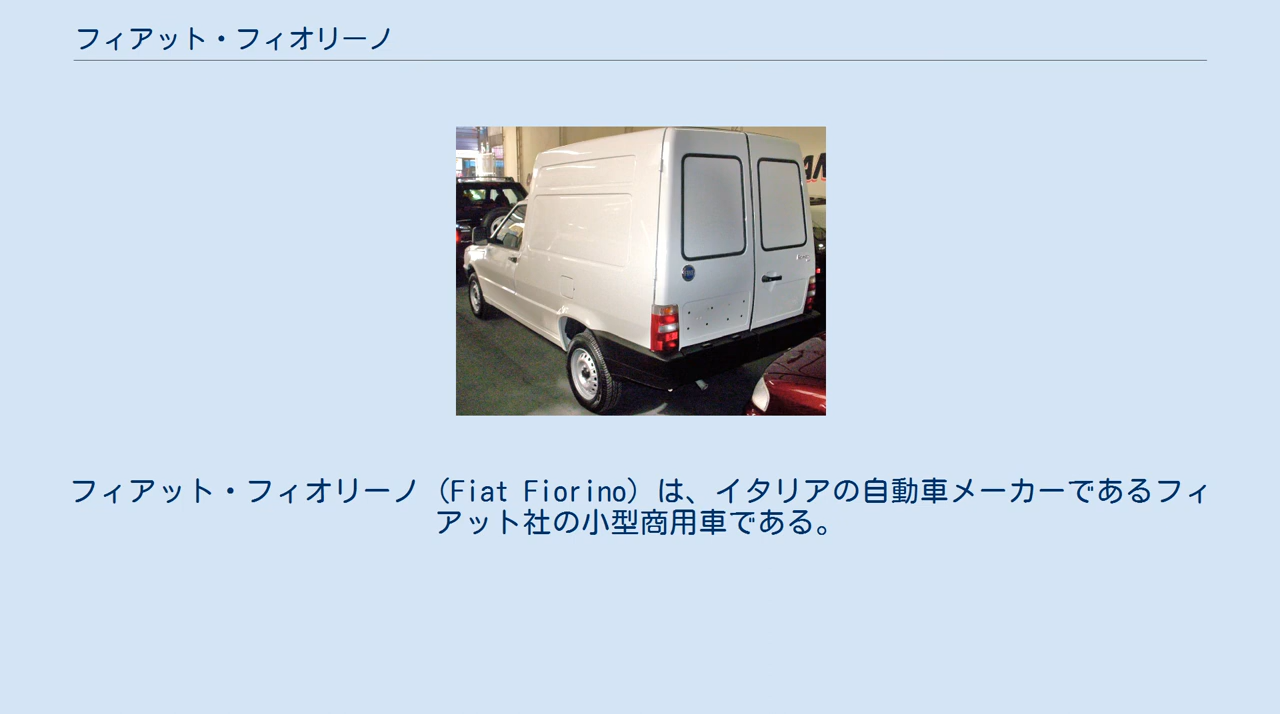 フィアット・フィオリーノ
フィアット・フィオリーノ（Fiat Fiorino）は、イタリアの自動車メーカーであるフィ
アット社の小型商用車である。